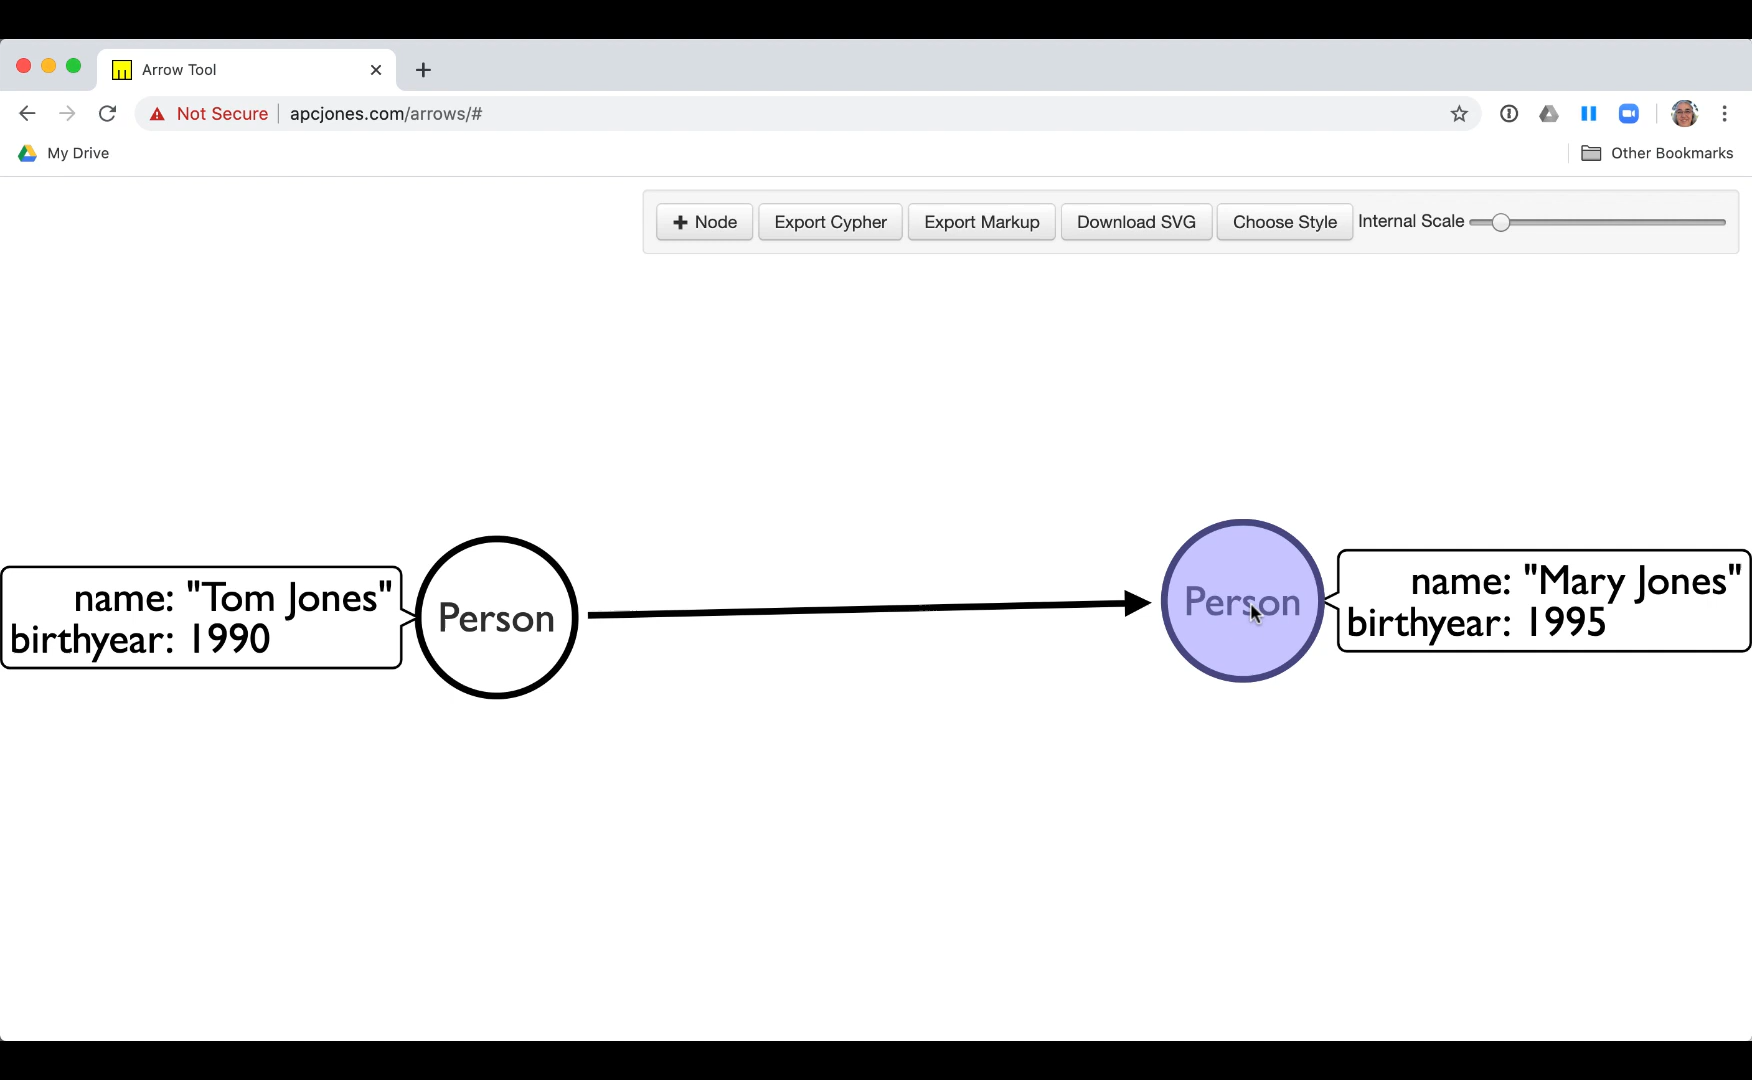 Arrow Tool
Not Secure apcjones.com/arrows/#
My Drive
Other Bookmarks
Node Export Cypher Export Markup Download SVG Choose Style Internal Scale
name: "Tom Jones"
birthyear: 1990
Person
Person
name: "Mary Jones"
birthyear: 1995